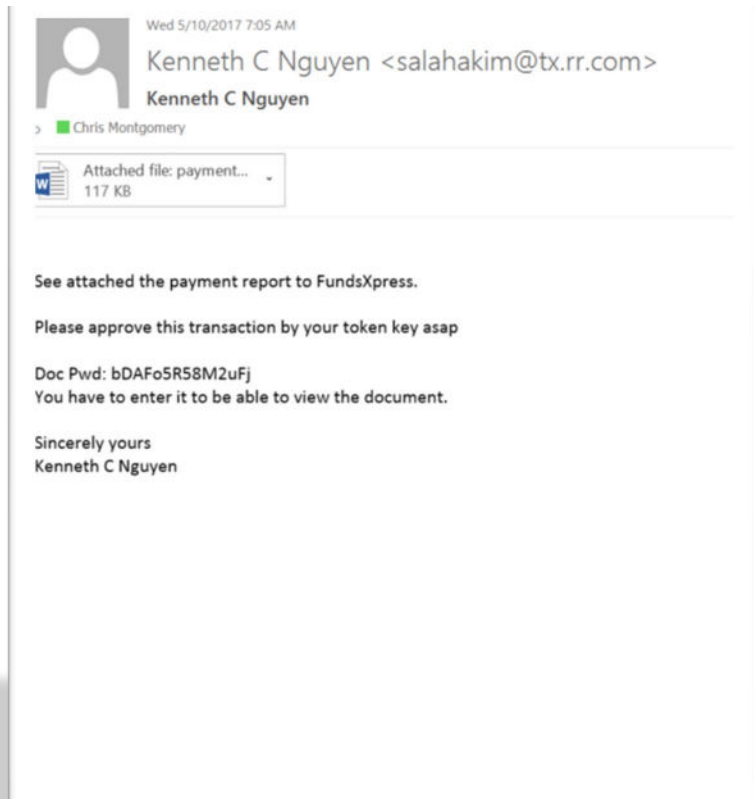 Wed 5/10/2017 7:05 AM
Kenneth C Nguyen <salahakim@tx.rr.com>
Kenneth C Nguyen
Chris Montgomery
Attached file: payment...
117 KB
See attached the payment report to FundsXpress.
Please approve this transaction by your token key asap
Doc Pwd: bDAFo5R58M2uFj
You have to enter it to be able to view the document.
Sincerely yours
Kenneth C Nguyen